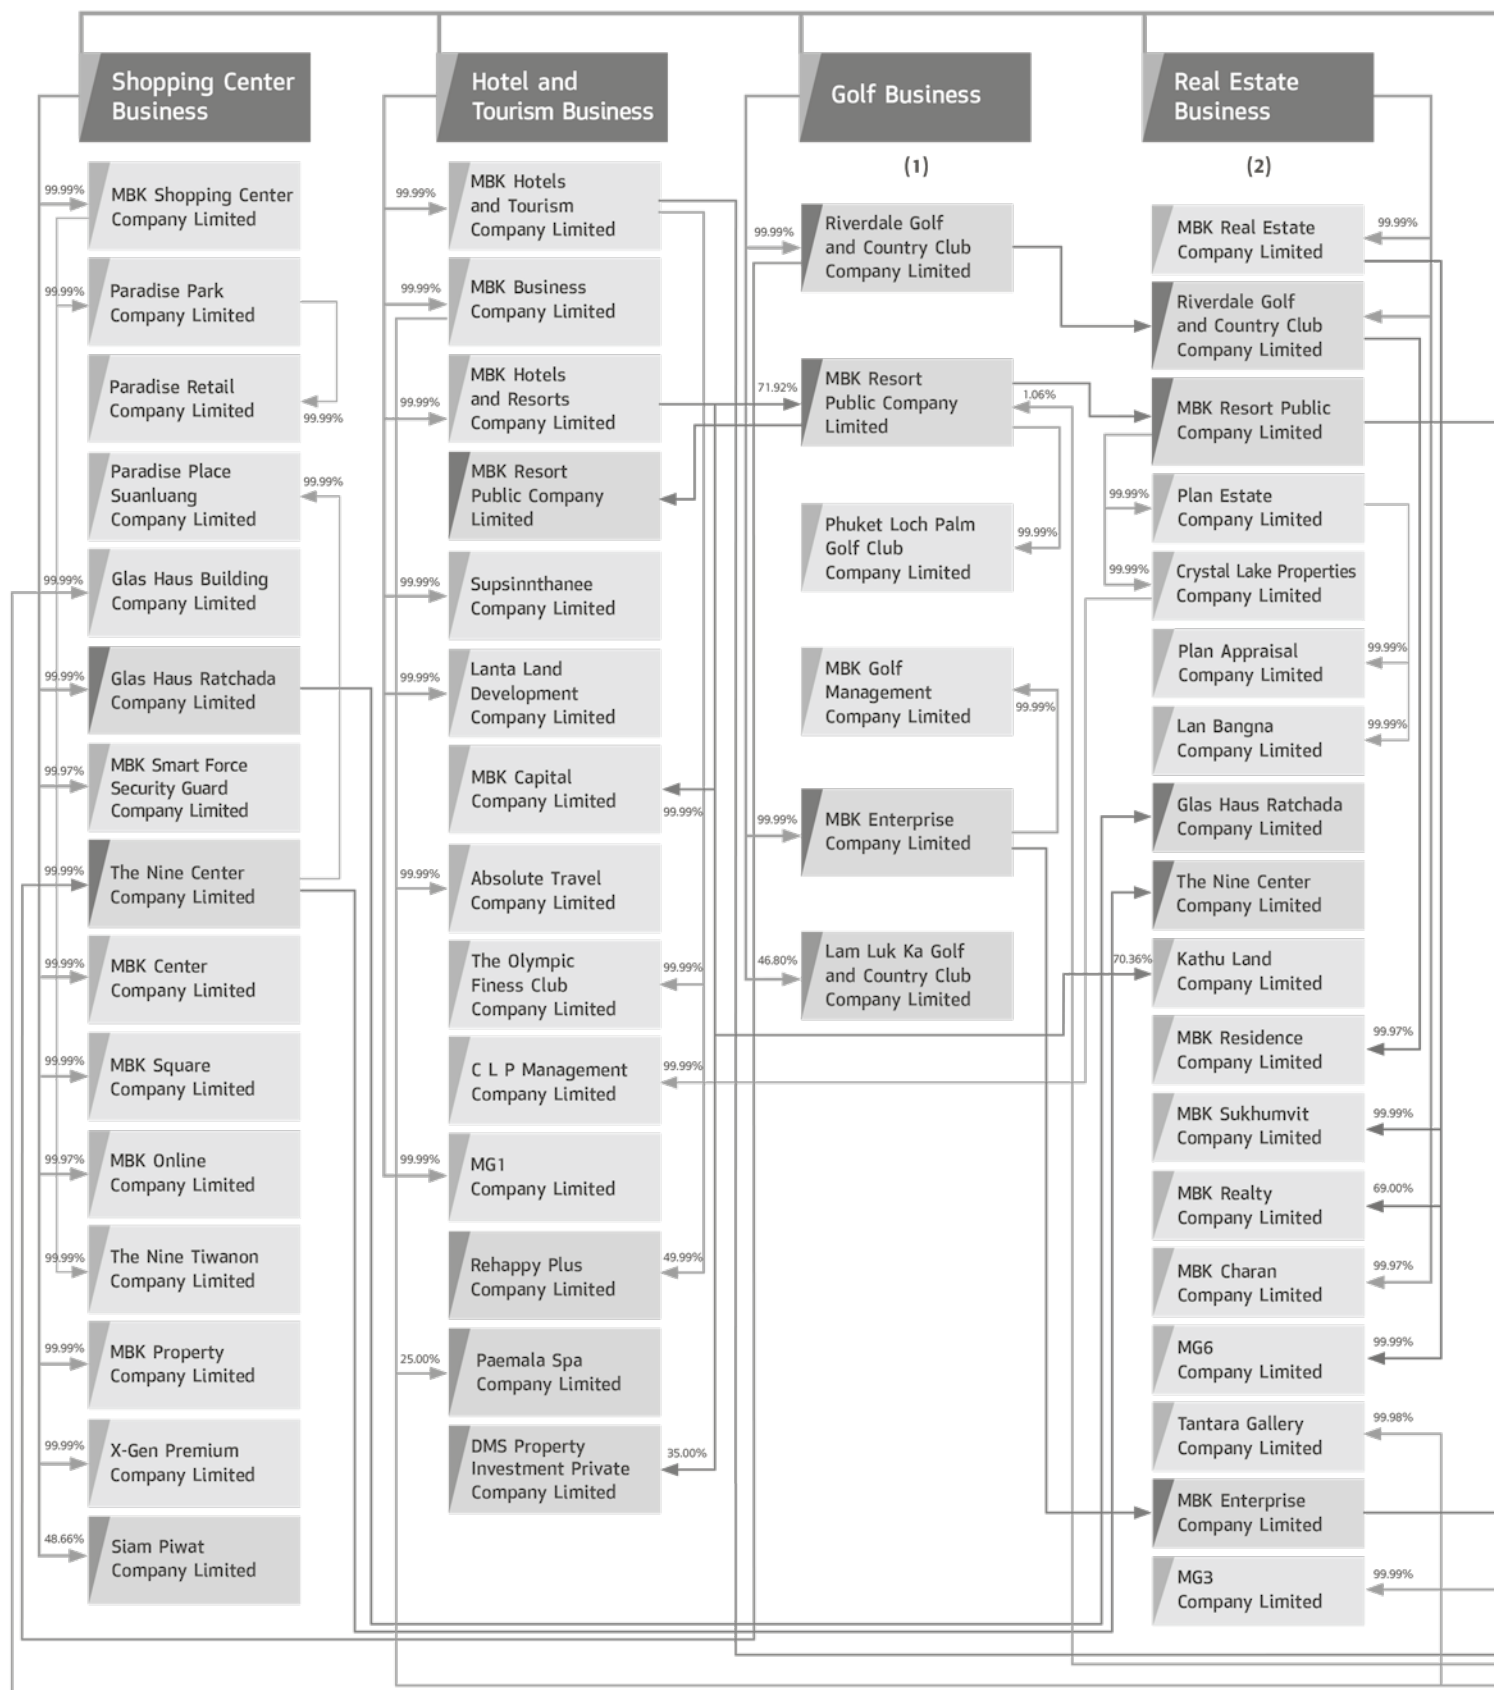 Shopping Center
Business
99.99%
MBK Shopping Center
Company Limited
99.99%
Paradise Park
Company Limited
Paradise Retail
Company Limited
99.99%
Paradise Place
Suanluang
Company Limited
99.99%
99.99%
Glas Haus Building
Company Limited
99.99%
Glas Haus Ratchada
Company Limited
99.97%
MBK Smart Force
Security Guard
Company Limited
99.99%
The Nine Center
Company Limited
99.99%
MBK Center
Company Limited
99.99%
MBK Square
Company Limited
99.97%
MBK Online
Company Limited
99.99%
The Nine Tiwanon
Company Limited
99.99%
MBK Property
Company Limited
99.99%
X-Gen Premium
Company Limited
48.66%
Siam Piwat
Company Limited
Hotel and
Tourism Business
99.99%
MBK Hotels
and Tourism
Company Limited
99.99%
MBK Business
Company Limited
99.99%
MBK Hotels
and Resorts
Company Limited
MBK Resort
Public Company
Limited
99.99%
Supsinnthanee
Company Limited
99.99%
Lanta Land
Development
Company Limited
MBK Capital
Company Limited
99.99%
99.99%
Absolute Travel
Company Limited
The Olympic
Finess Club
Company Limited
99.99%
C L P Management
Company Limited
99.99%
99.99%
MG1
Company Limited
Rehappy Plus
Company Limited
49.99%
25.00%
Paemala Spa
Company Limited
DMS Property
Investment Private
Company Limited
35.00%
Golf Business
(1)
99.99%
Riverdale Golf
and Country Club
Company Limited
71.92%
MBK Resort
Public Company
Limited
1.06%
Phuket Loch Palm
Golf Club
Company Limited
99.99%
MBK Golf
Management
Company Limited
99.99%
99.99%
MBK Enterprise
Company Limited
46.80%
Lam Luk Ka Golf
and Country Club
Company Limited
Real Estate
Business
(2)
MBK Real Estate
Company Limited
99.99%
Riverdale Golf
and Country Club
Company Limited
MBK Resort Public
Company Limited
99.99%
Plan Estate
Company Limited
99.99%
Crystal Lake Properties
Company Limited
Plan Appraisal
Company Limited
99.99%
Lan Bangna
Company Limited
99.99%
Glas Haus Ratchada
Company Limited
The Nine Center
Company Limited
70.36%
Kathu Land
Company Limited
MBK Residence
Company Limited
99.97%
MBK Sukhumvit
Company Limited
99.99%
MBK Realty
Company Limited
69.00%
MBK Charan
Company Limited
99.97%
MG6
Company Limited
99.99%
Tantara Gallery
Company Limited
99.98%
MBK Enterprise
Company Limited
MG3
Company Limited
99.99%